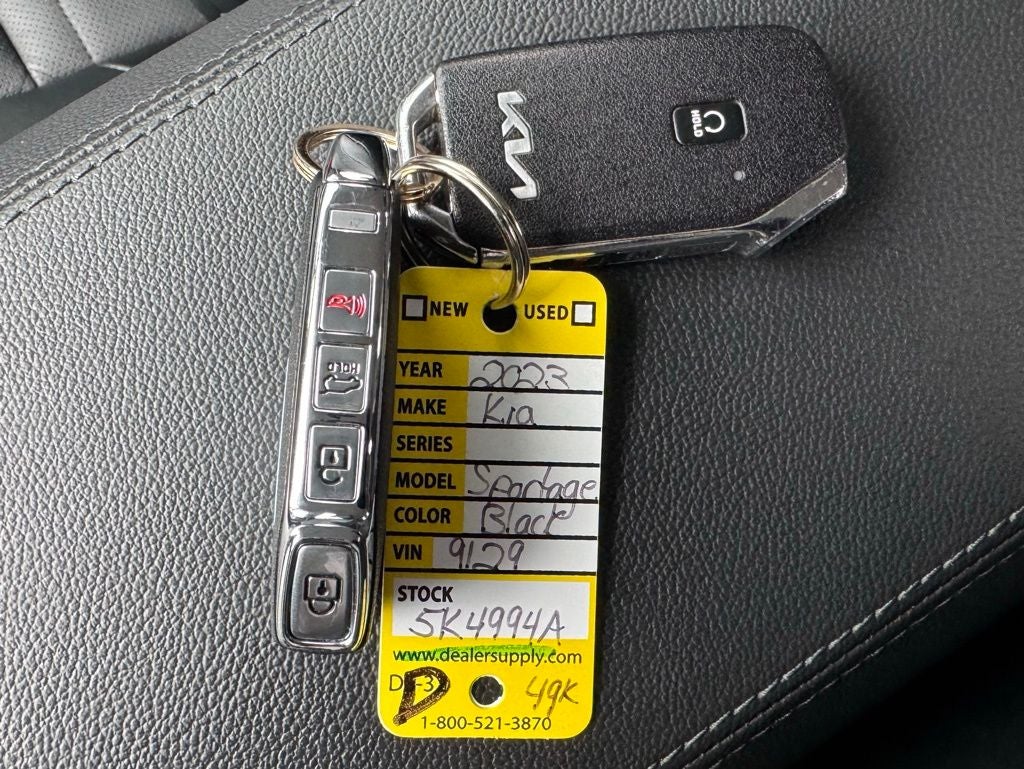 KIA
HOLD
HOLD
NEW USED
YEAR 2023
MAKE Kia
SERIES
MODEL Sportage
COLOR Black
VIN 9129
STOCK
5K4994A
www.dealersupply.com
D 49K
1-800-521-3870